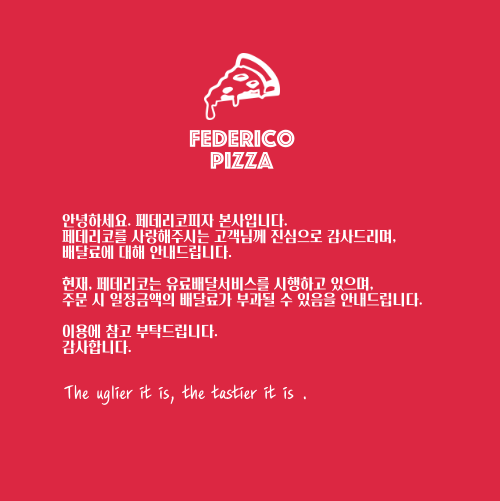 FEDERICO
PIZZA
안녕하세요. 페데리코피자 본사입니다.
페데리코를 사랑해주시는 고객님께 진심으로 감사드리며,
배달료에 대해 안내드립니다.
현재, 페데리코는 유료배달서비스를 시행하고 있으며,
주문 시 일정금액의 배달료가 부과될 수 있음을 안내드립니다.
이용에 참고 부탁드립니다.
감사합니다.
The uglier it is, the tastier it is .